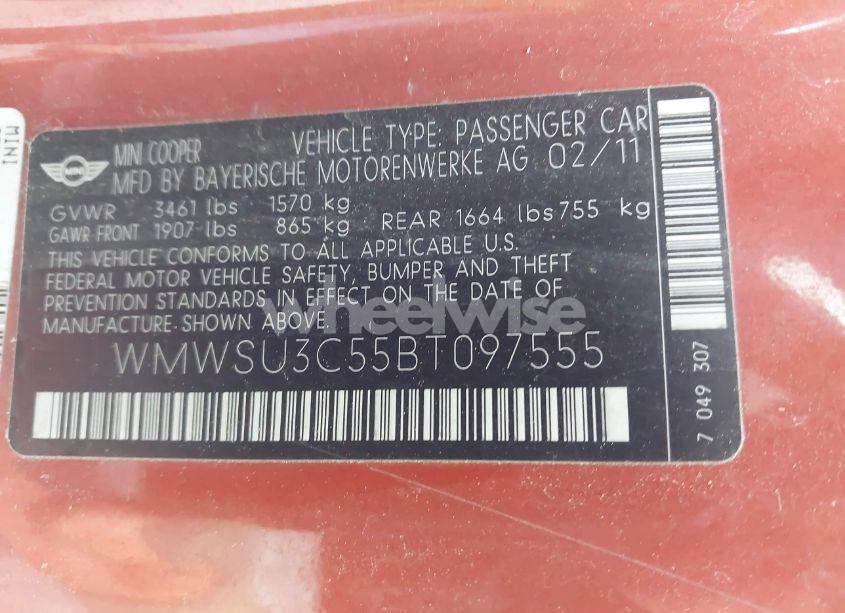 MINI
MINI COOPER
VEHICLE TYPE: PASSENGER CAR
MFD BY BAYERISCHE MOTORENWERKE AG 02/11
GVWR 3461 lbs 1570 kg
GAWR FRONT 1907 lbs 865 kg REAR 1664 lbs 755 kg
THIS VEHICLE CONFORMS TO ALL APPLICABLE U.S.
FEDERAL MOTOR VEHICLE SAFETY, BUMPER AND THEFT
PREVENTION STANDARDS IN EFFECT ON THE DATE OF
MANUFACTURE SHOWN ABOVE.
wheelwise
WMWSU3C55BT097555
7 049 307
MINI